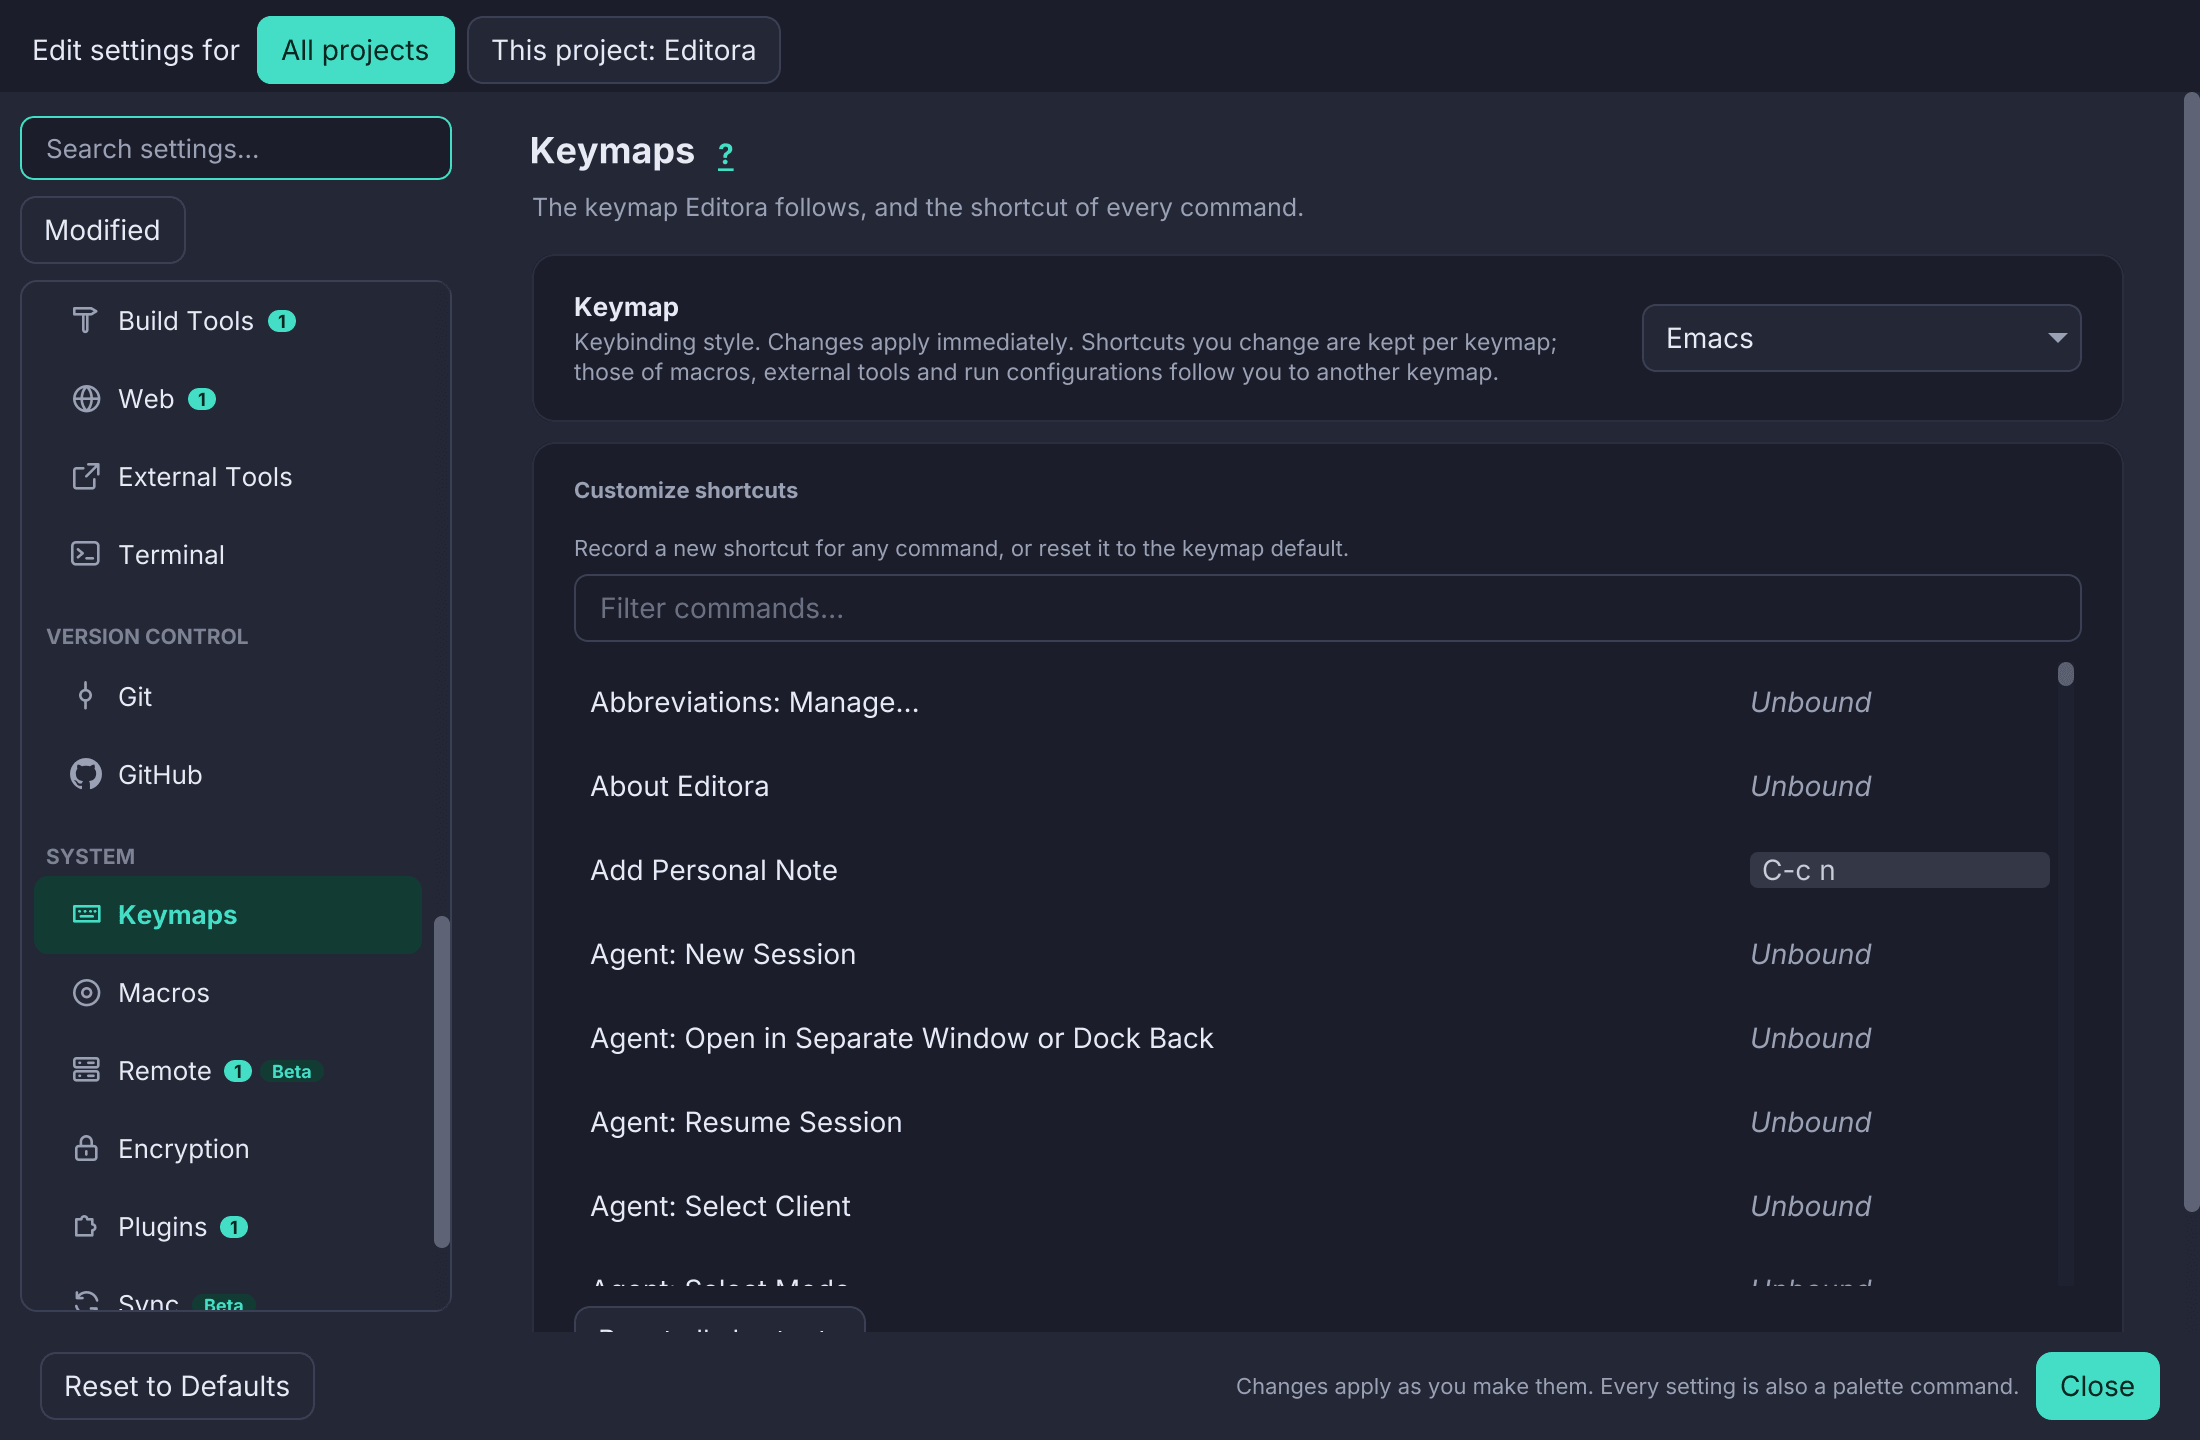 Edit settings for
All projects
This project: Editora
Search settings...
Modified
Build Tools 1
Web 1
External Tools
Terminal
VERSION CONTROL
Git
GitHub
SYSTEM
Keymaps
Macros
Remote 1 Beta
Encryption
Plugins 1
Sync Beta
Keymaps ?
The keymap Editora follows, and the shortcut of every command.
Keymap
Keybinding style. Changes apply immediately. Shortcuts you change are kept per keymap;
those of macros, external tools and run configurations follow you to another keymap.
Emacs
Customize shortcuts
Record a new shortcut for any command, or reset it to the keymap default.
Filter commands...
Abbreviations: Manage... Unbound
About Editora Unbound
Add Personal Note C-c n
Agent: New Session Unbound
Agent: Open in Separate Window or Dock Back Unbound
Agent: Resume Session Unbound
Agent: Select Client Unbound
Agent: Select Mode Unbound
Reset to Defaults
Changes apply as you make them. Every setting is also a palette command.
Close